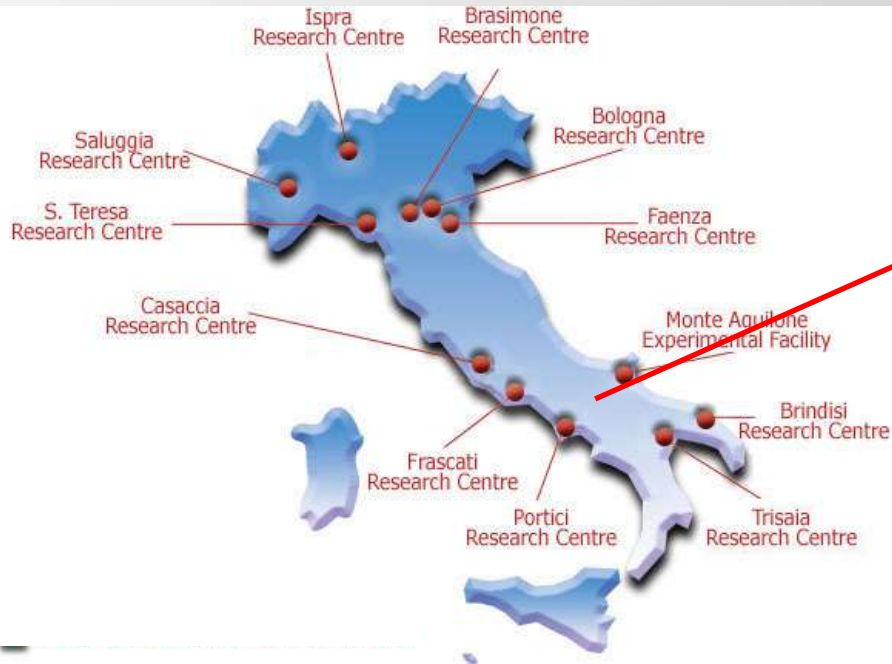 Ispra
Research Centre
Brasimone
Research Centre
Bologna
Research Centre
Saluggia
Research Centre
S. Teresa
Research Centre
Faenza
Research Centre
Casaccia
Research Centre
Monte Aquilone
Experimental Facility
Brindisi
Research Centre
Frascati
Research Centre
Portici
Research Centre
Trisaia
Research Centre